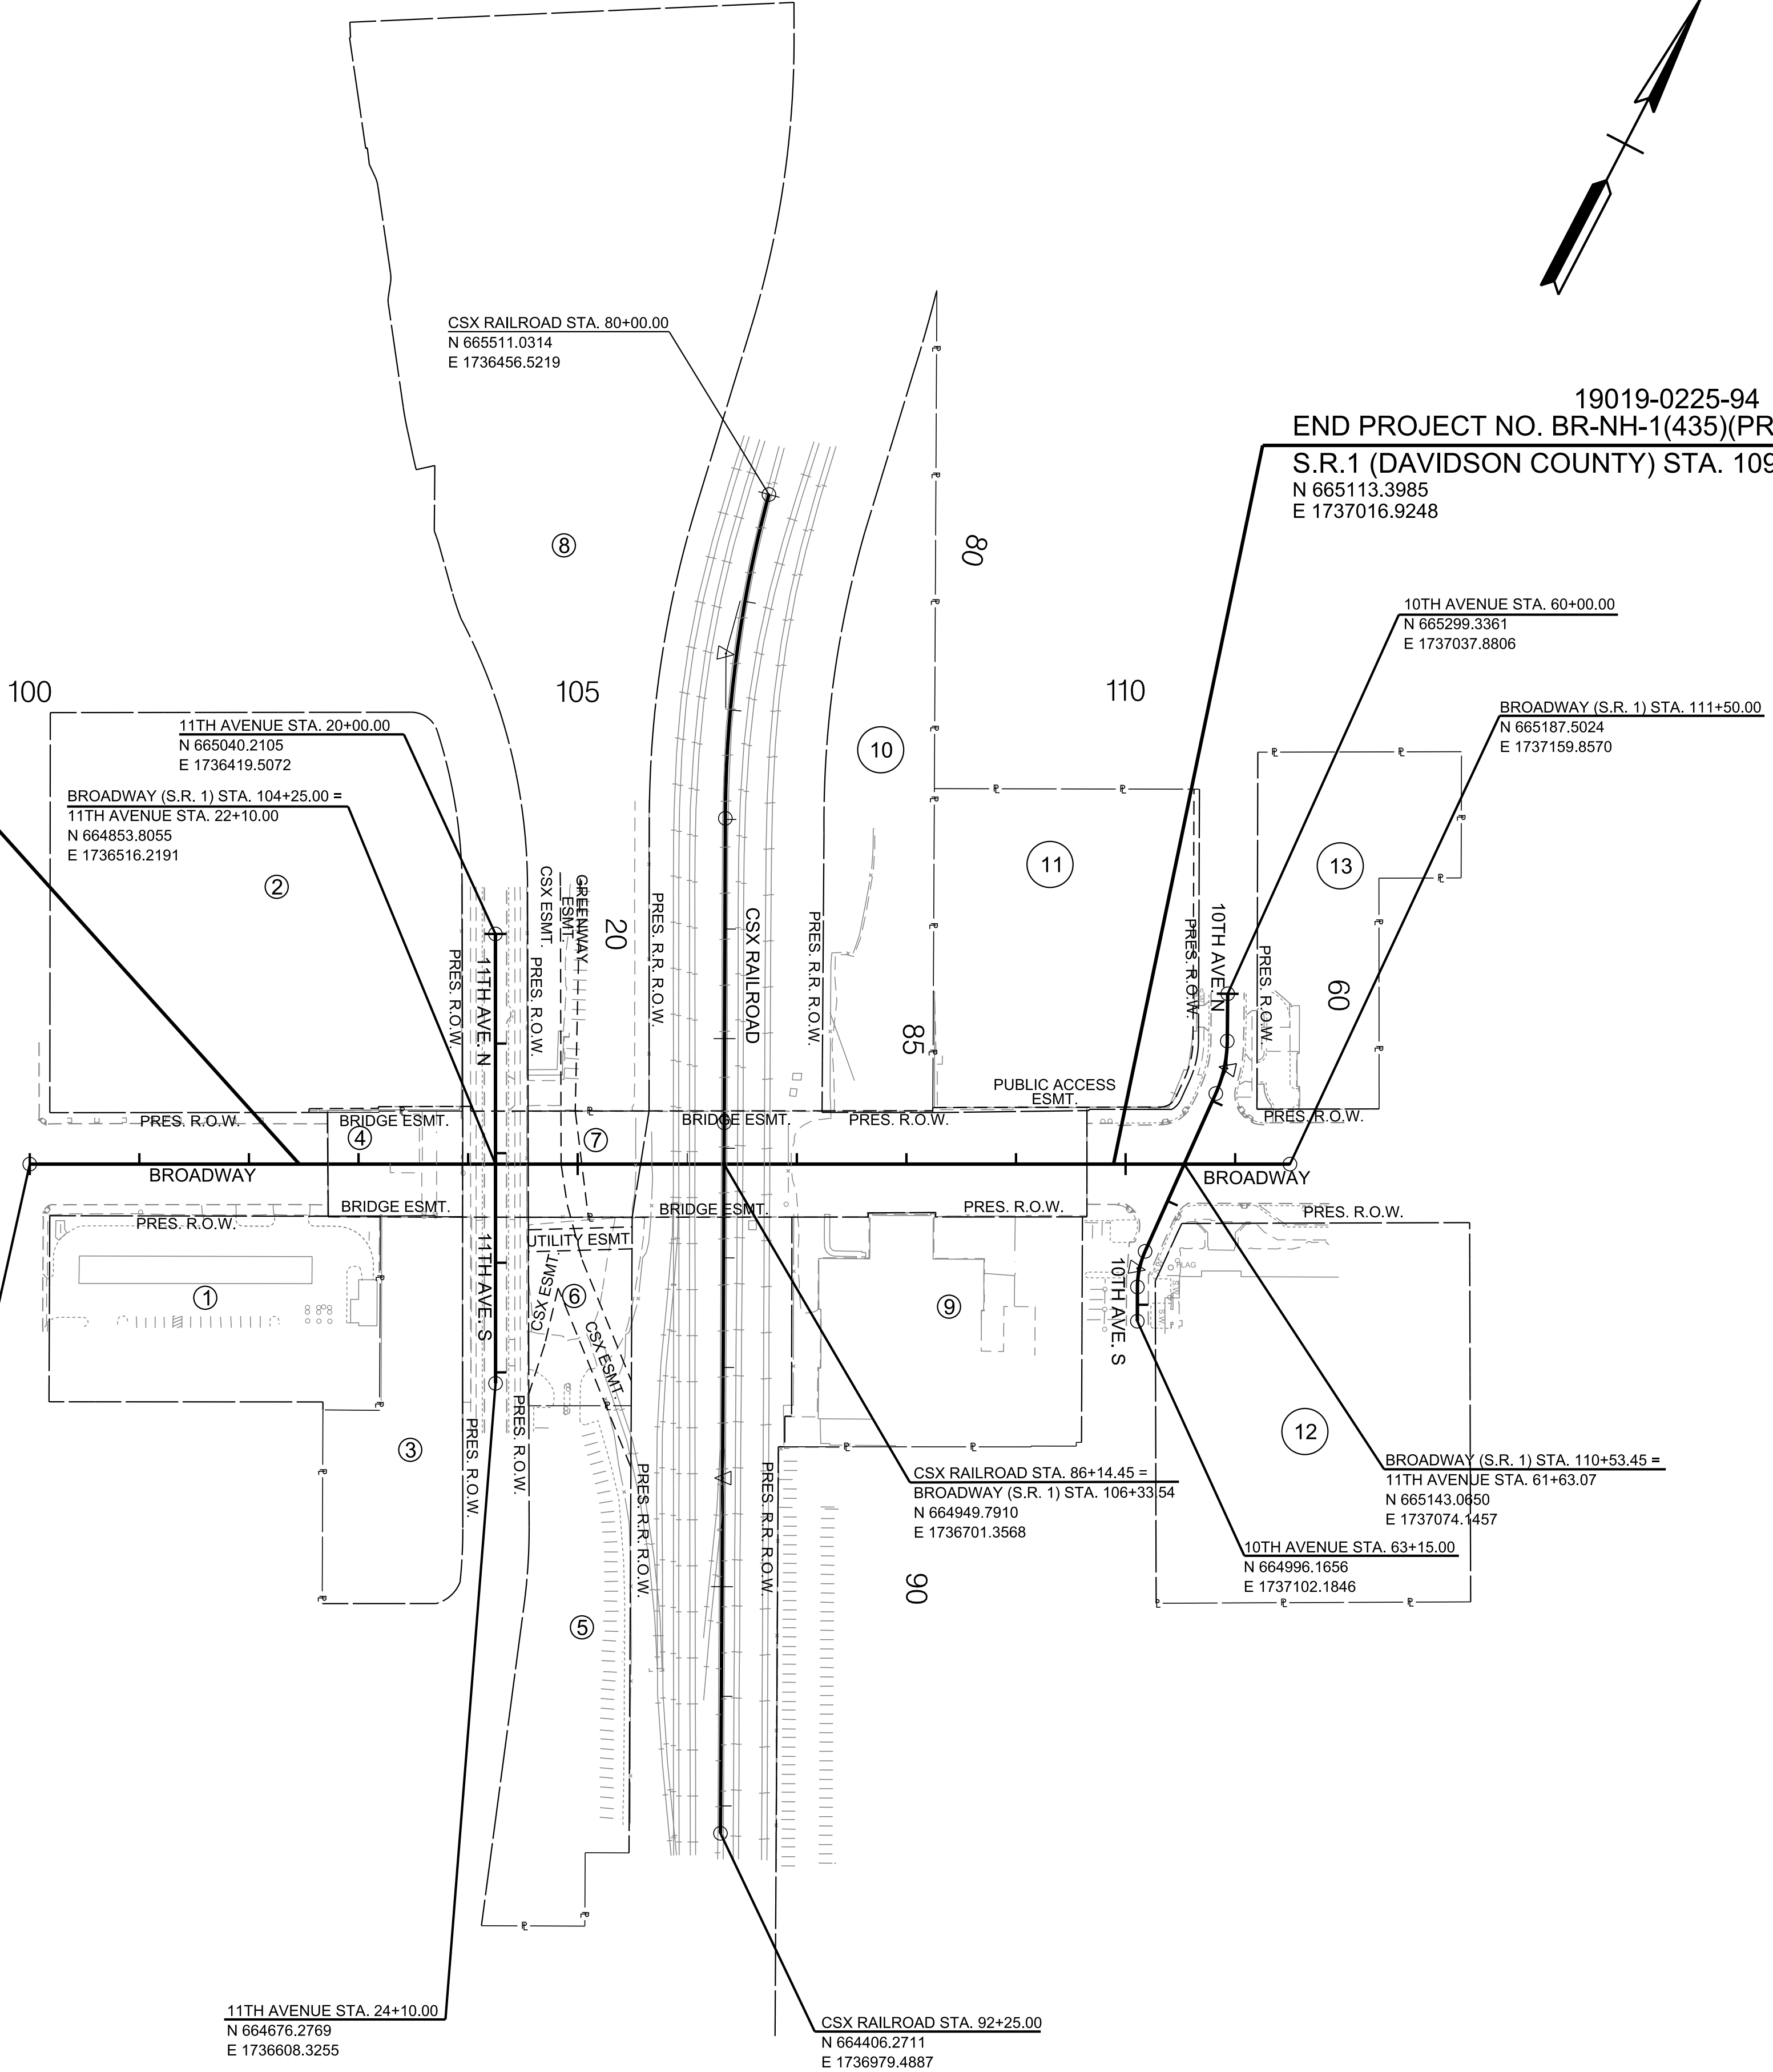 CSX RAILROAD STA. 80+00.00
N 665511.0314
E 1736456.5219
19019-0225-94
END PROJECT NO. BR-NH-1(435)(PR
S.R.1 (DAVIDSON COUNTY) STA. 109
N 665113.3985
E 1737016.9248
8
80
10TH AVENUE STA. 60+00.00
N 665299.3361
E 1737037.8806
100
105
110
BROADWAY (S.R. 1) STA. 111+50.00
N 665187.5024
E 1737159.8570
11TH AVENUE STA. 20+00.00
N 665040.2105
E 1736419.5072
BROADWAY (S.R. 1) STA. 104+25.00 =
11TH AVENUE STA. 22+10.00
N 664853.8055
E 1736516.2191
10
11
13
2
CSX ESMT.
GREENWAY
ESMT.
20
PRES. R.R. R.O.W.
CSX RAILROAD
PRES. R.R. R.O.W.
PRES. R.O.W.
11TH AVE. N
PRES. R.O.W.
PRES. R.O.W.
10TH AVE. N
PRES. R.O.W.
60
85
PUBLIC ACCESS
ESMT.
PRES. R.O.W.
4
BRIDGE ESMT.
7
BRIDGE ESMT.
PRES. R.O.W.
PRES. R.O.W.
BROADWAY
BROADWAY
PRES. R.O.W.
BRIDGE ESMT.
BRIDGE ESMT.
PRES. R.O.W.
PRES. R.O.W.
UTILITY ESMT.
11TH AVE. S
CSX ESMT.
CSX ESMT.
10TH AVE. S
FLAG
1
6
9
3
12
PRES. R.O.W.
PRES. R.O.W.
PRES. R.R. R.O.W.
PRES. R.R. R.O.W.
CSX RAILROAD STA. 86+14.45 =
BROADWAY (S.R. 1) STA. 106+33.54
N 664949.7910
E 1736701.3568
BROADWAY (S.R. 1) STA. 110+53.45 =
11TH AVENUE STA. 61+63.07
N 665143.0650
E 1737074.1457
10TH AVENUE STA. 63+15.00
N 664996.1656
E 1737102.1846
90
5
11TH AVENUE STA. 24+10.00
N 664676.2769
E 1736608.3255
CSX RAILROAD STA. 92+25.00
N 664406.2711
E 1736979.4887